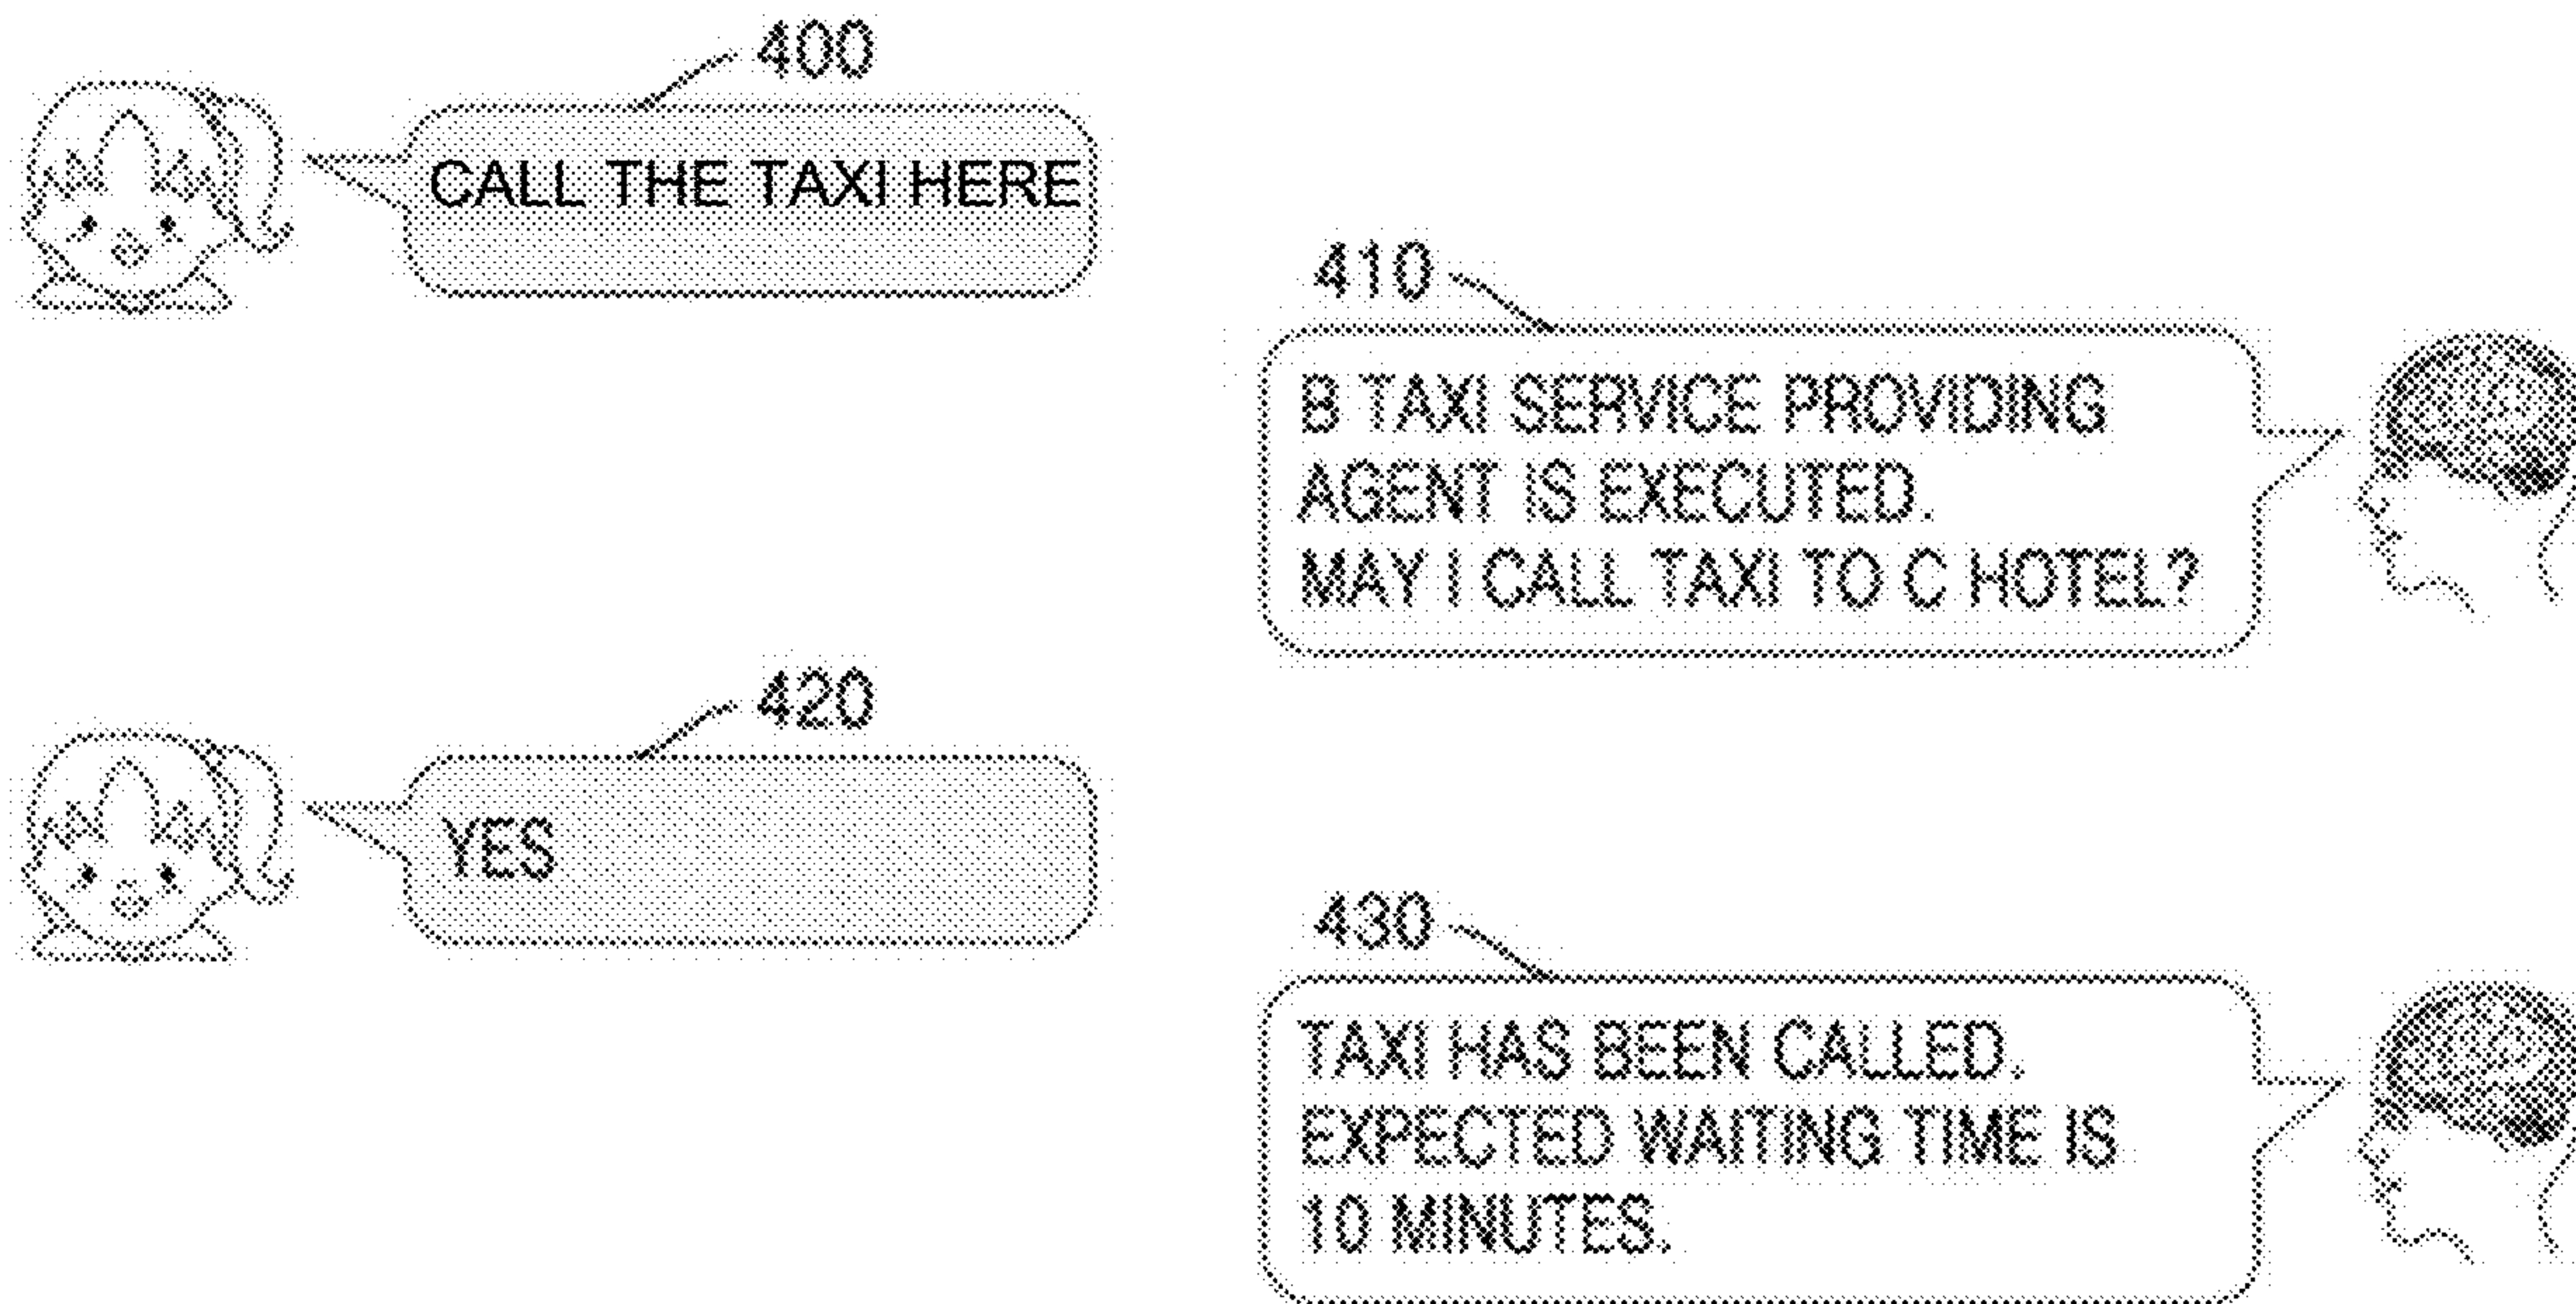 400
CALL THE TAXI HERE
410
B TAXI SERVICE PROVIDING
AGENT IS EXECUTED.
MAY I CALL TAXI TO C HOTEL?
420
YES
430
TAXI HAS BEEN CALLED.
EXPECTED WAITING TIME IS
10 MINUTES.